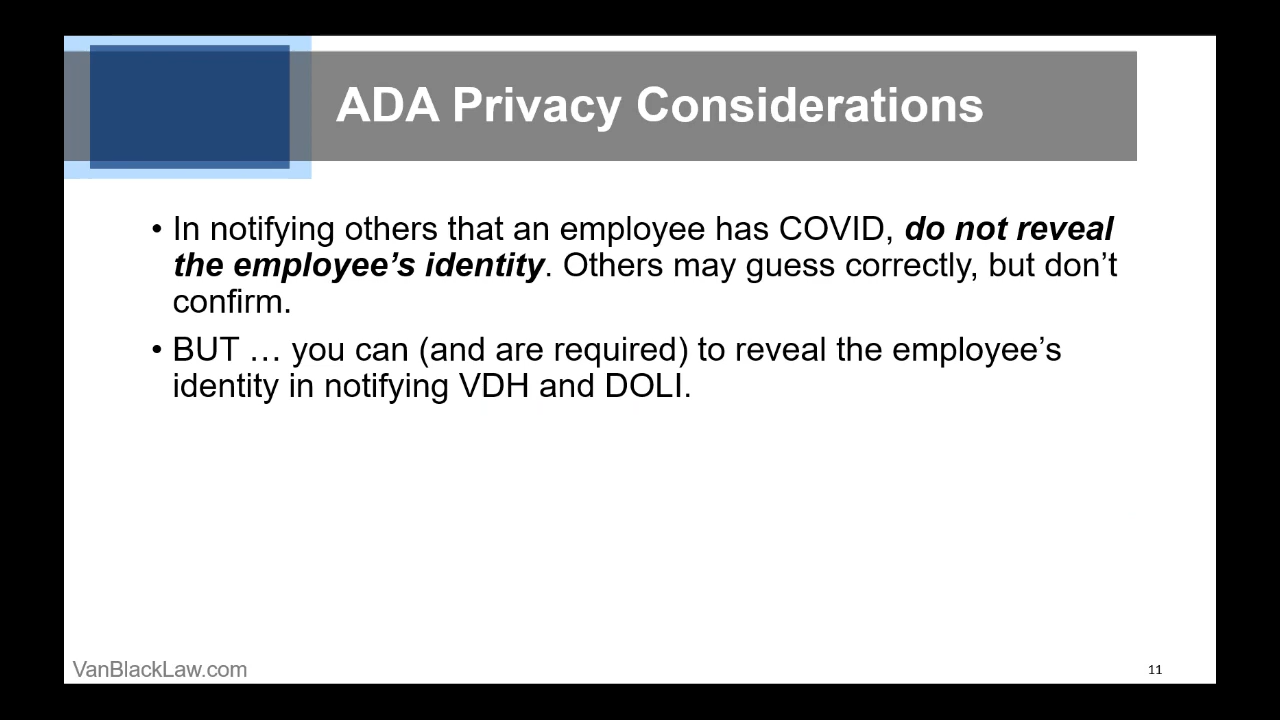 ADA Privacy Considerations
• In notifying others that an employee has COVID, do not reveal
the employee’s identity. Others may guess correctly, but don’t
confirm.
• BUT … you can (and are required) to reveal the employee’s
identity in notifying VDH and DOLI.
VanBlackLaw.com
11